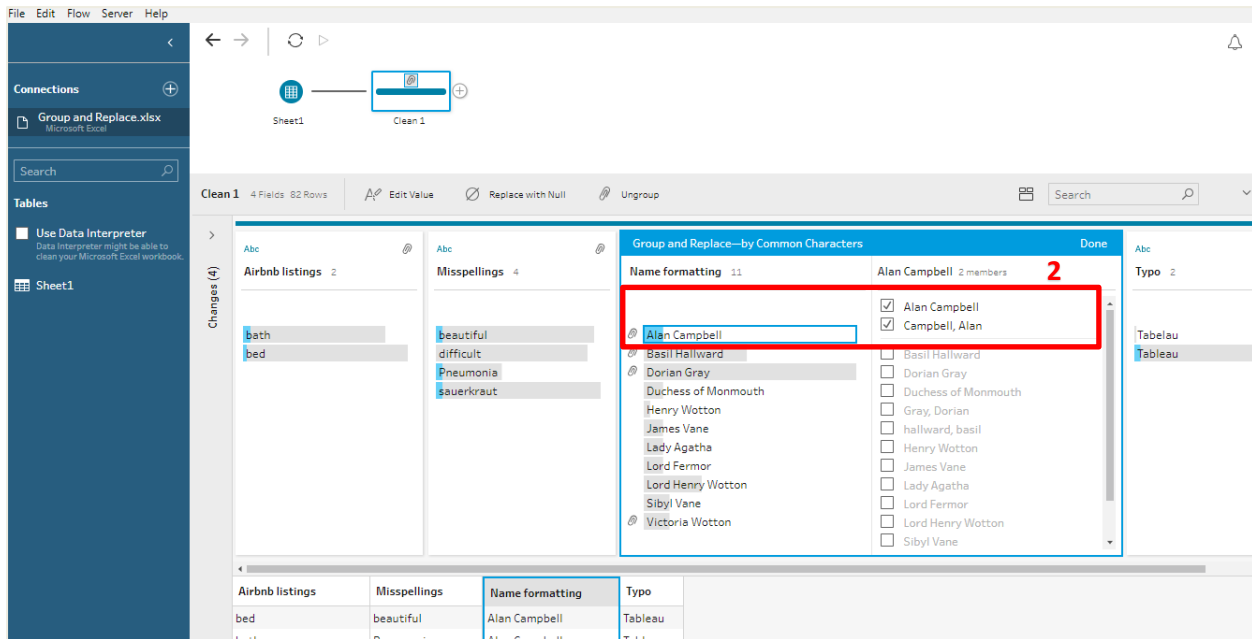 File Edit Flow Server Help
Connections
Group and Replace.xlsx
Microsoft Excel
Search
Tables
Use Data Interpreter
Data Interpreter might be able to
clean your Microsoft Excel workbook.
Sheet1
Sheet1
Clean 1
Clean 1 4 Fields 82 Rows Edit Value Replace with Null Ungroup Search
Changes (4)
Abc
Airbnb listings 2
bath
bed
Abc
Misspellings 4
beautiful
difficult
Pneumonia
sauerkraut
Group and Replace—by Common Characters Done
Name formatting 11
Alan Campbell
Basil Hallward
Dorian Gray
Duchess of Monmouth
Henry Wotton
James Vane
Lady Agatha
Lord Fermor
Lord Henry Wotton
Sibyl Vane
Victoria Wotton
Alan Campbell 2 members 2
Alan Campbell
Campbell, Alan
Basil Hallward
Dorian Gray
Duchess of Monmouth
Gray, Dorian
hallward, basil
Henry Wotton
James Vane
Lady Agatha
Lord Fermor
Lord Henry Wotton
Sibyl Vane
Abc
Typo 2
Tabelau
Tableau
Airbnb listings Misspellings Name formatting Typo
bed beautiful Alan Campbell Tableau